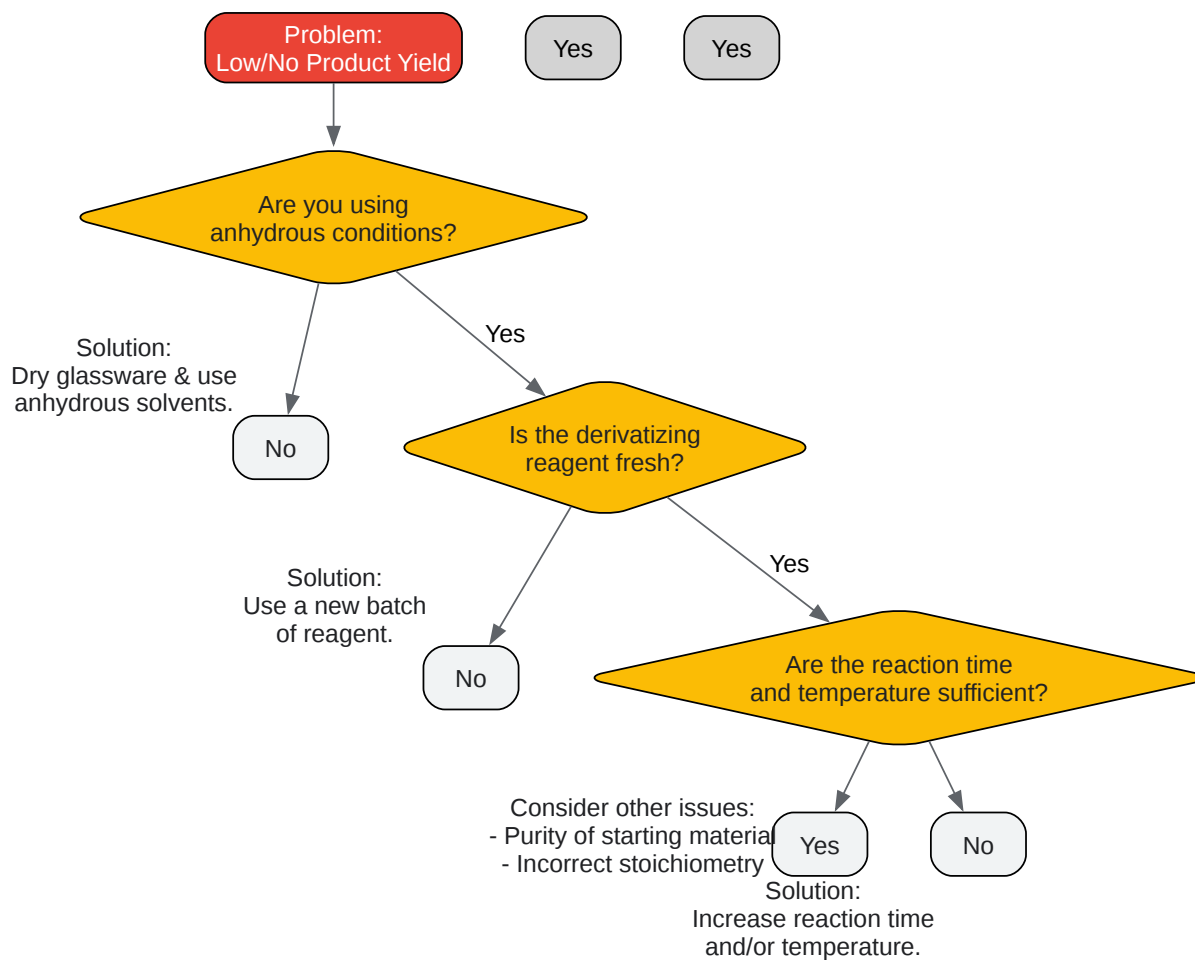 Problem:
Low/No Product Yield
Yes
Yes
Are you using
anhydrous conditions?
Yes
Solution:
Dry glassware & use
anhydrous solvents.
No
Is the derivatizing
reagent fresh?
Yes
Solution:
Use a new batch
of reagent.
No
Are the reaction time
and temperature sufficient?
Consider other issues:
- Purity of starting material
- Incorrect stoichiometry
Yes
No
Solution:
Increase reaction time
and/or temperature.